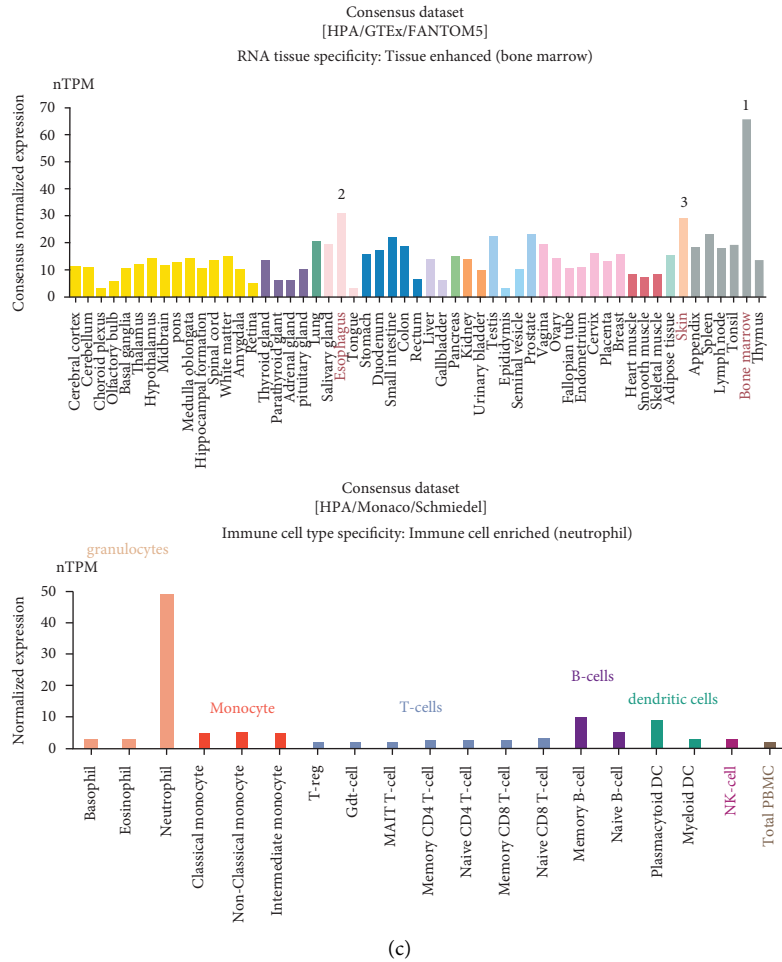 Consensus dataset
[HPA/GTEx/FANTOM5]
RNA tissue specificity: Tissue enhanced (bone marrow)
nTPM
Consensus normalized expression
70
60
50
40
30
20
10
0
2
3
1
Cerebral cortex
Cerebellum
Choroid plexus
Olfactory bulb
Basal ganglia
Thalamus
Hypothalamus
Midbrain
pons
Medulla oblongata
Hippocampal formation
Spinal cord
White matter
Amygdala
Retina
Thyroid gland
Parathyroid glant
Adrenal gland
pituitary gland
Lung
Salivary gland
Esophagus
Tongue
Stomach
Duodenum
Small intestine
Colon
Rectum
Liver
Gallbladder
Pancreas
Kidney
Urinary bladder
Testis
Epididymis
Seminal vesicle
Prostate
Vagina
Ovary
Fallopian tube
Endometrium
Cervix
Placenta
Breast
Heart muscle
Smooth muscle
Skeletal muscle
Adipose tissue
Skin
Appendix
Spleen
Lymph node
Tonsil
Bone marrow
Thymus
Consensus dataset
[HPA/Monaco/Schmiedel]
Immune cell type specificity: Immune cell enriched (neutrophil)
granulocytes
nTPM
Normalized expression
50
40
30
20
10
0
Monocyte
T-cells
B-cells
dendritic cells
Basophil
Eosinophil
Neutrophil
Classical monocyte
Non-Classical monocyte
Intermediate monocyte
T-reg
Gdt-cell
MAIT T-cell
Memory CD4 T-cell
Naive CD4 T-cell
Memory CD8 T-cell
Naive CD8 T-cell
Memory B-cell
Naive B-cell
Plasmacytoid DC
Myeloid DC
NK-cell
Total PBMC
(c)